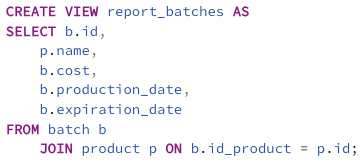 CREATE VIEW report_batches AS
SELECT b.id,
    p.name,
    b.cost,
    b.production_date,
    b.expiration_date
FROM batch b
    JOIN product p ON b.id_product = p.id;